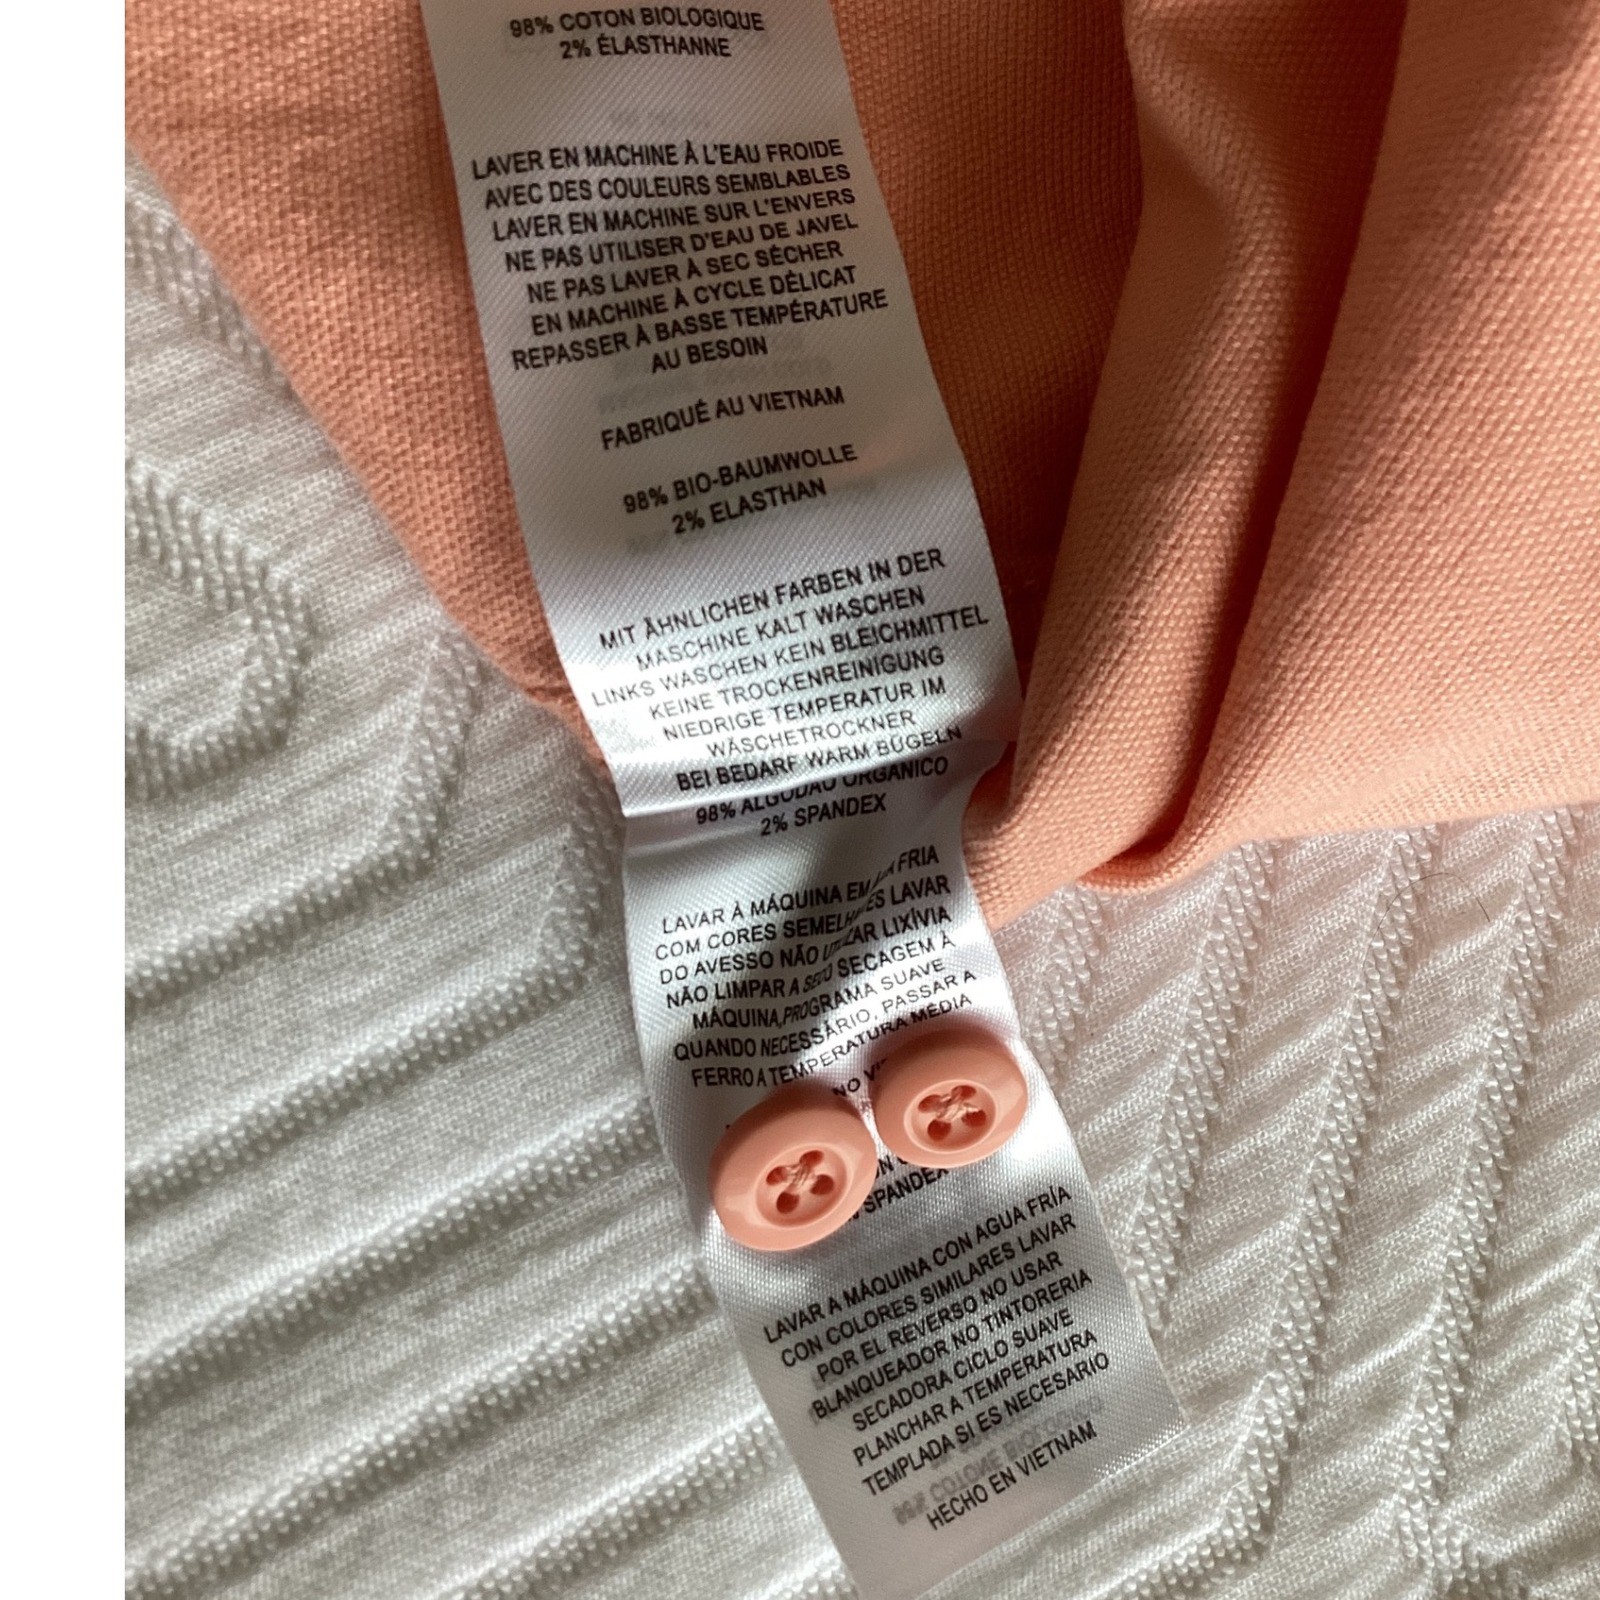 98% COTON BIOLOGIQUE
2% ÉLASTHANNE
LAVER EN MACHINE À L'EAU FROIDE
AVEC DES COULEURS SEMBLABLES
LAVER EN MACHINE SUR L'ENVERS
NE PAS UTILISER D'EAU DE JAVEL
NE PAS LAVER À SEC SÉCHER
EN MACHINE À CYCLE DÉLICAT
REPASSER À BASSE TEMPÉRATURE
AU BESOIN
FABRIQUÉ AU VIETNAM
98% BIO-BAUMWOLLE
2% ELASTHAN
MIT ÄHNLICHEN FARBEN IN DER
MASCHINE KALT WASCHEN
LINKS WASCHEN KEIN BLEICHMITTEL
KEINE TROCKENREINIGUNG
NIEDRIGE TEMPERATUR IM
WÄSCHETROCKNER
BEI BEDARF WARM BÜGELN
98% ALGODÃO ORGÂNICO
2% SPANDEX
LAVAR À MÁQUINA EM FRIA
COM CORES SEMELHANTES LAVAR
DO AVESSO NÃO UTILIZAR LIXÍVIA
NÃO LIMPAR A SECO SECAGEM À
MÁQUINA, PROGRAMA SUAVE
QUANDO NECESSÁRIO, PASSAR A
FERRO A TEMPERATURA MÉDIA
NO
SPANDEX
LAVAR A MÁQUINA CON AGUA FRÍA
CON COLORES SIMILARES LAVAR
POR EL REVERSO NO USAR
BLANQUEADOR NO TINTORERIA
SECADORA CICLO SUAVE
PLANCHAR A TEMPERATURA
TEMPLADA SI ES NECESARIO
HECHO EN VIETNAM